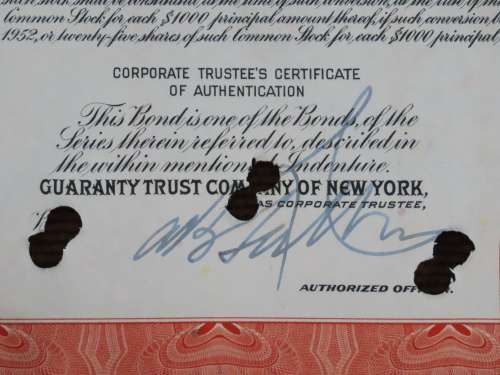 Common Stock for each $1000 principal amount thereof, if such conversion
1952, or twenty-five shares of such Common Stock for each $1000 principal
CORPORATE TRUSTEE'S CERTIFICATE
OF AUTHENTICATION
This Bond is one of the Bonds, of the
Series therein referred to, described in
the within mentioned Indenture.
GUARANTY TRUST COMPANY OF NEW YORK,
AS CORPORATE TRUSTEE,
AUTHORIZED